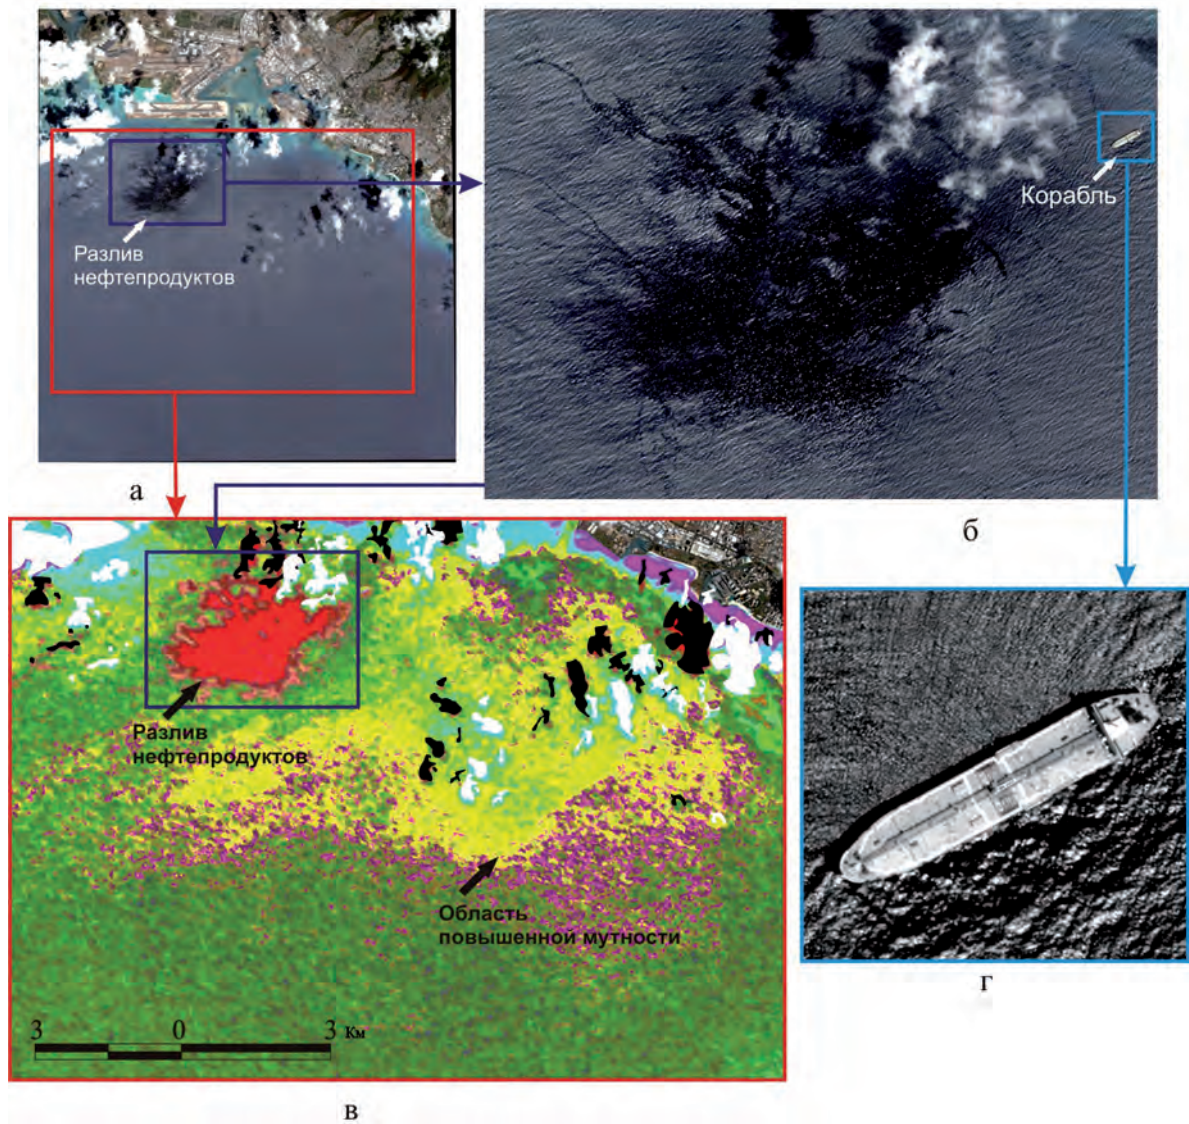 Разлив
нефтепродуктов
Корабль
а
б
Разлив
нефтепродуктов
Область
повышенной мутности
3 0 3 Км
г
в